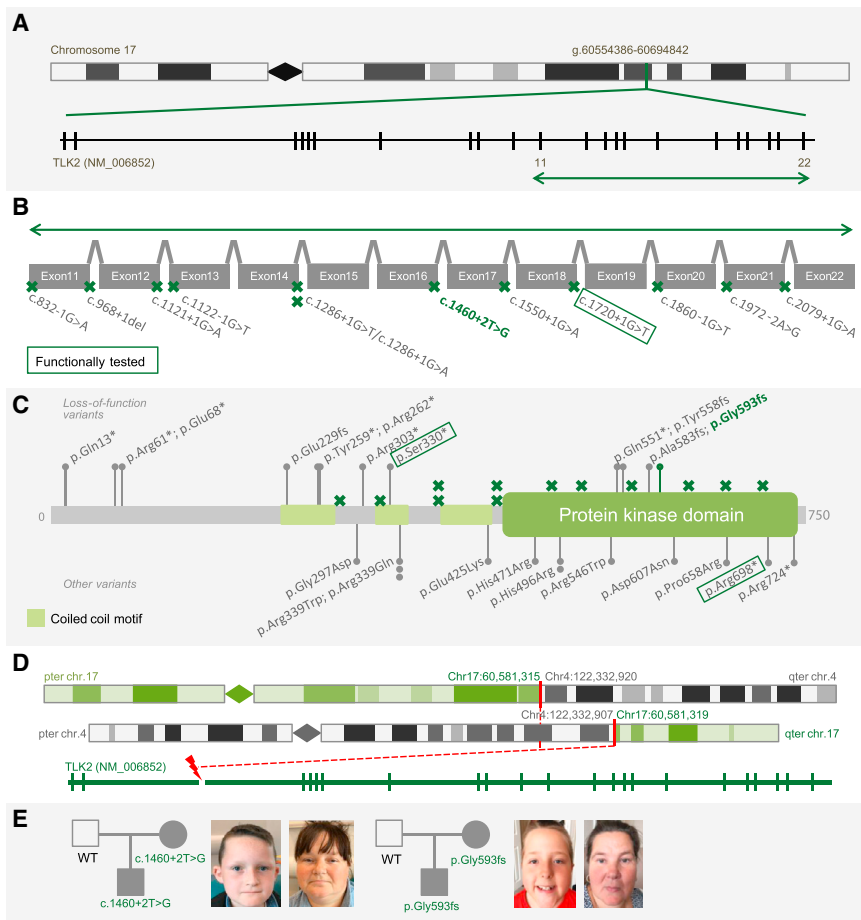 A
Chromosome 17
g.60554386-60694842
TLK2 (NM_006852)
11
22
B
Exon11
Exon12
Exon13
Exon14
Exon15
Exon16
Exon17
Exon18
Exon19
Exon20
Exon21
Exon22
c.832-1G>A
c.968+1del
c.1121+1G>A
c.1122-1G>T
c.1286+1G>T/c.1286+1G>A
c.1460+2T>G
c.1550+1G>A
c.1720+1G>T
c.1860-1G>T
c.1972-2A>G
c.2079+1G>A
Functionally tested
C
Loss-of-function
variants
p.Gln13*
p.Arg61*; p.Glu68*
p.Glu229fs
p.Tyr259*; p.Arg262*
p.Arg303*
p.Ser330*
p.Gln551*; p.Tyr558fs
p.Ala583fs; p.Gly593fs
0
Protein kinase domain
750
p.Gly297Asp
p.Arg339Trp; p.Arg339Gln
p.Glu425Lys
p.His471Arg
p.His496Arg
p.Arg546Trp
p.Asp607Asn
p.Pro658Arg
p.Arg698*
p.Arg724*
Other variants
Coiled coil motif
D
pter chr.17
Chr17:60,581,315
Chr4:122,332,920
qter chr.4
pter chr.4
Chr4:122,332,907
Chr17:60,581,319
qter chr.17
TLK2 (NM_006852)
E
WT
c.1460+2T>G
c.1460+2T>G
WT
p.Gly593fs
p.Gly593fs